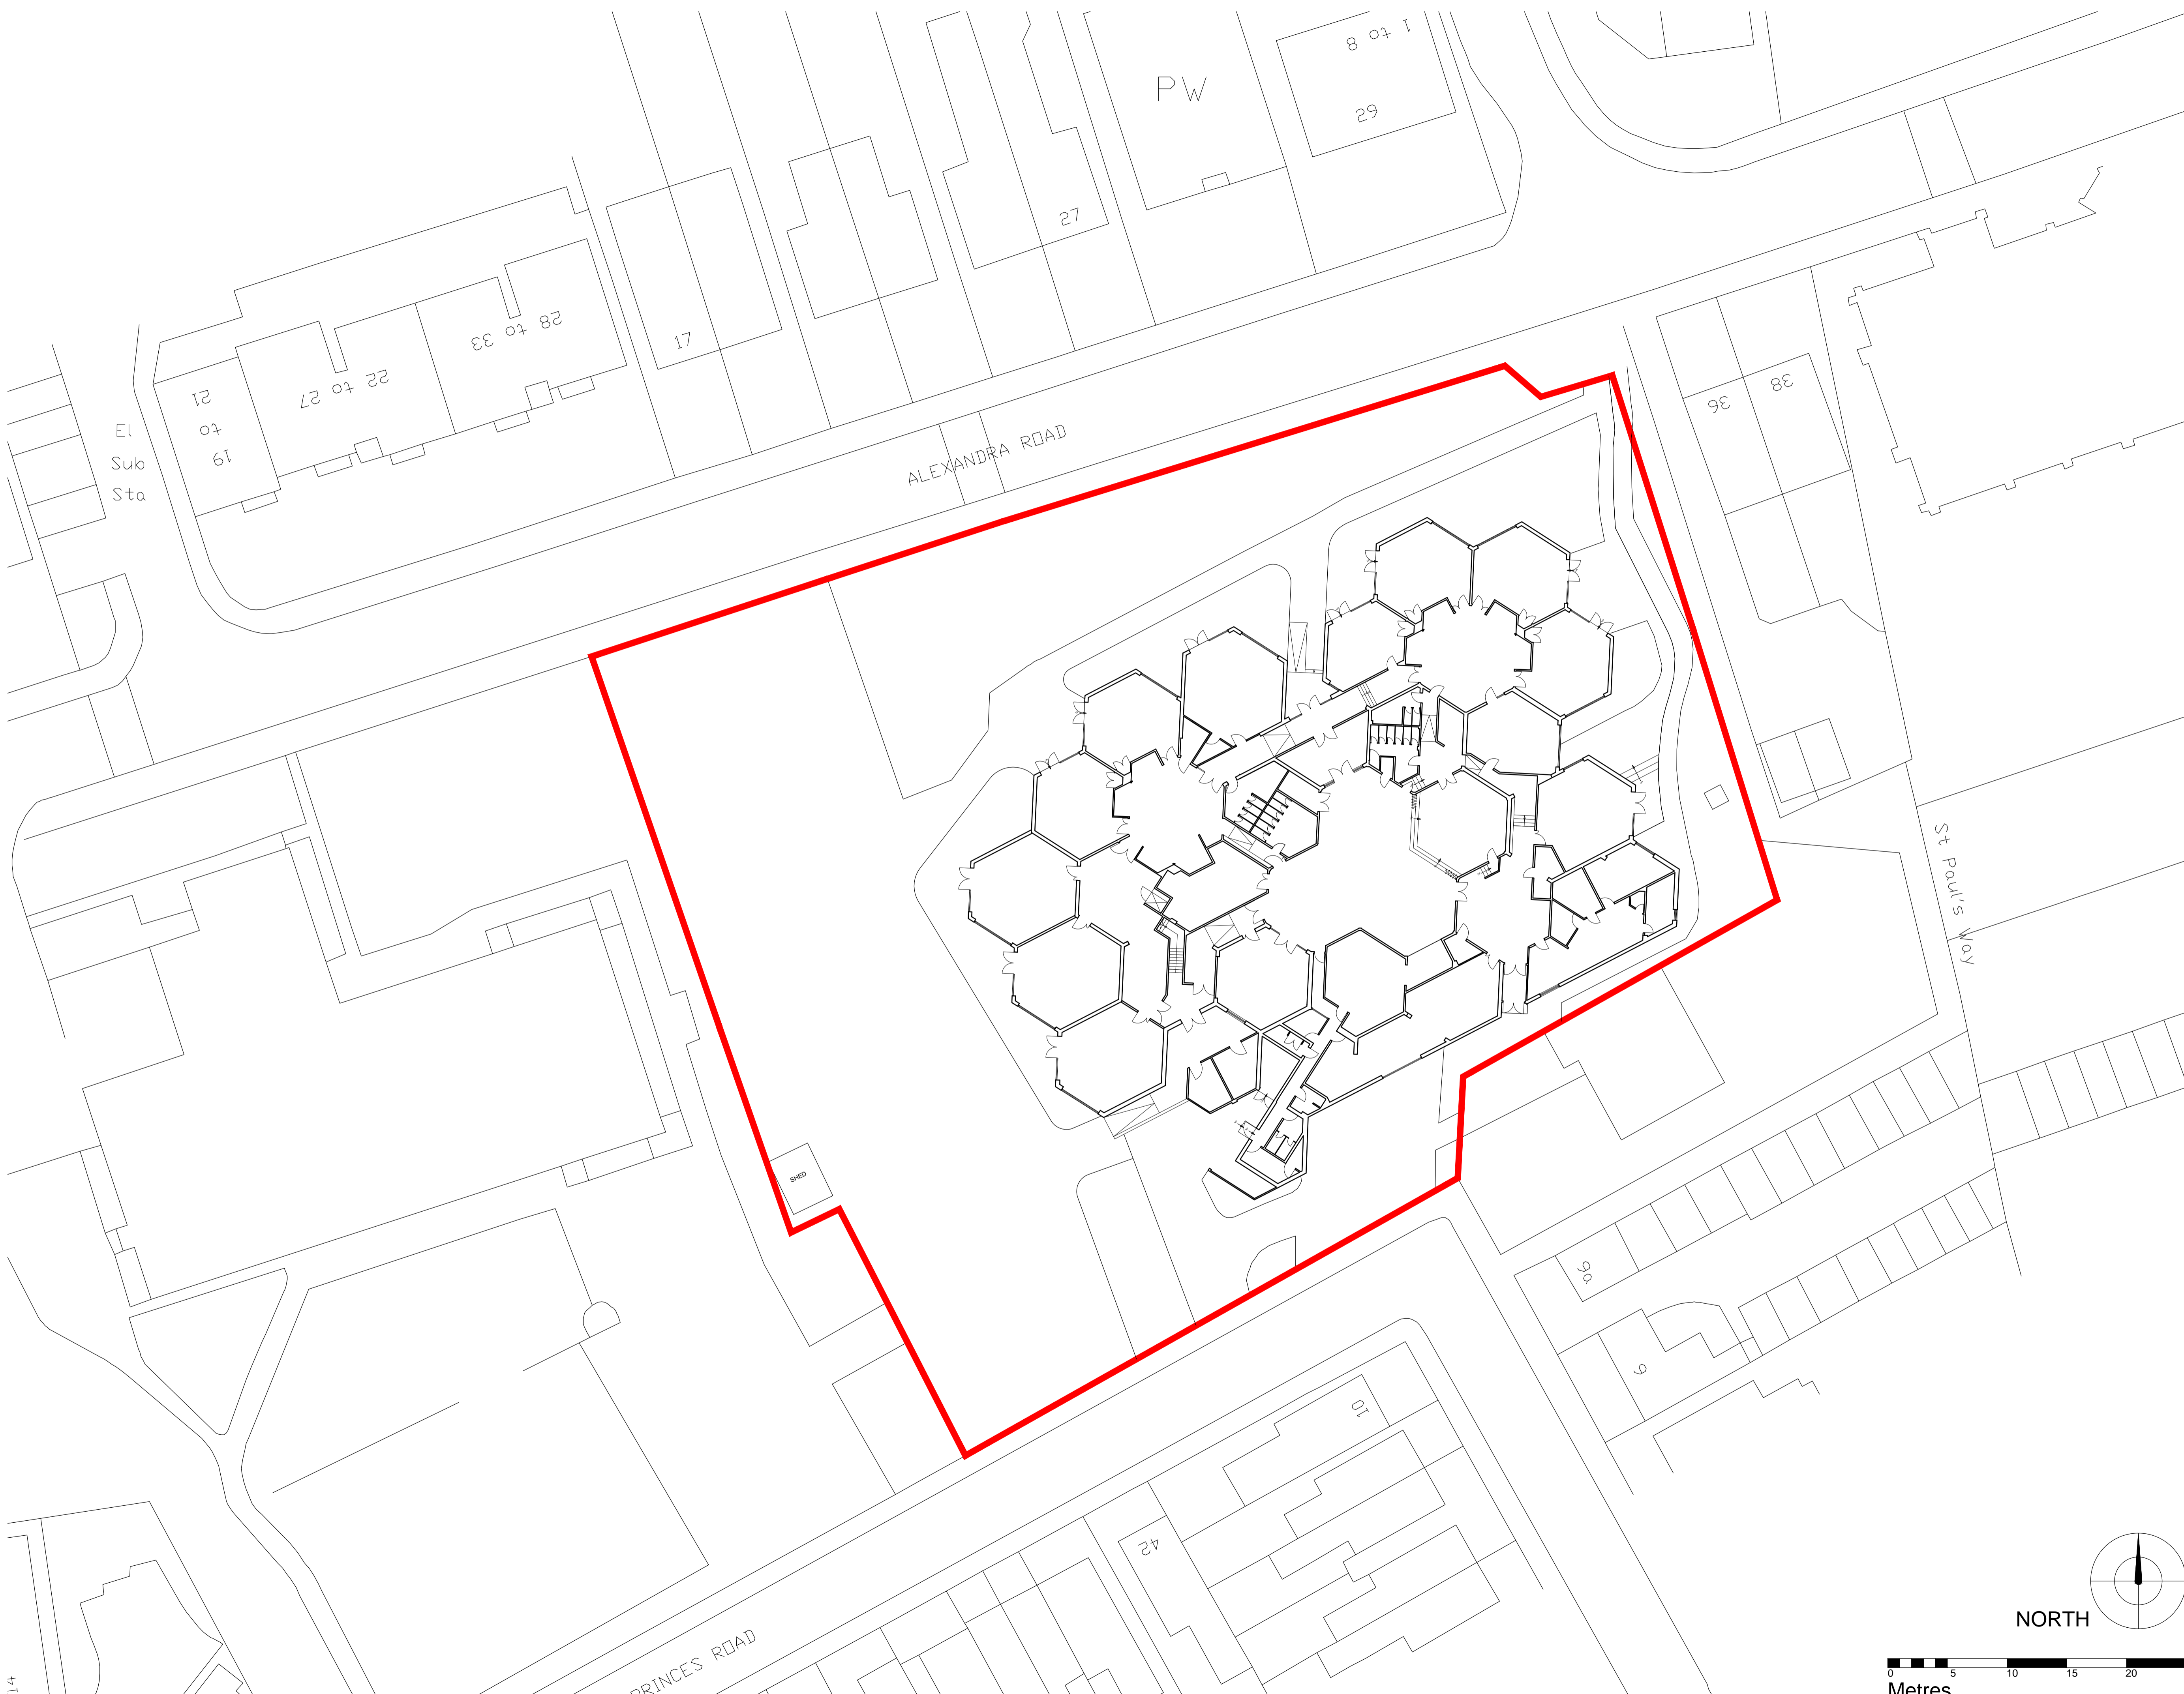 1 to 8
29
PW
27
17
28 to 33
22 to 27
21
to
19
El
Sub
Sta
ALEXANDRA ROAD
36
38
St Paul's Way
SHED
9a
9
10
42
PRINCES ROAD
14
NORTH
0 5 10 15 20
Metres